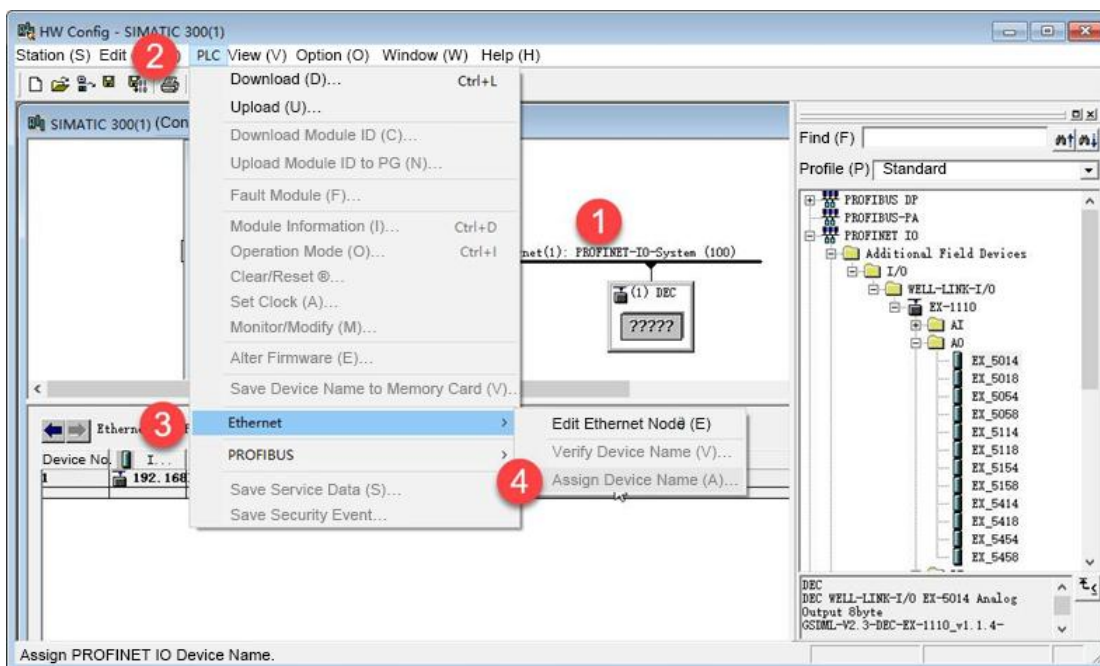 HW Config - SIMATIC 300(1)
Station (S) Edit PLC View (V) Option (O) Window (W) Help (H)
2
SIMATIC 300(1) (Con
Download (D)... Ctrl+L
Upload (U)...
Download Module ID (C)...
Upload Module ID to PG (N)...
Fault Module (F)...
Module Information (I)... Ctrl+D
Operation Mode (O)... Ctrl+I
Clear/Reset ®...
Set Clock (A)...
Monitor/Modify (M)...
Alter Firmware (E)...
Save Device Name to Memory Card (V)..
Ethernet
PROFIBUS
Save Service Data (S)...
Save Security Event...
3
Edit Ethernet Node (E)
Verify Device Name (V)...
Assign Device Name (A)...
4
1
net(1): PROFINET-IO-System (100)
(1) DEC
?????
Ethern
Device No. I...
1 192.168
Find (F)
Profile (P) Standard
PROFIBUS DP
PROFIBUS-PA
PROFINET IO
Additional Field Devices
I/O
WELL-LINK-I/O
EX-1110
AI
AO
EX_5014
EX_5018
EX_5054
EX_5058
EX_5114
EX_5118
EX_5154
EX_5158
EX_5414
EX_5418
EX_5454
EX_5458
DEC
DEC WELL-LINK-I/O EX-5014 Analog
Output 8byte
GSDML-V2.3-DEC-EX-1110_v1.1.4-
Assign PROFINET IO Device Name.